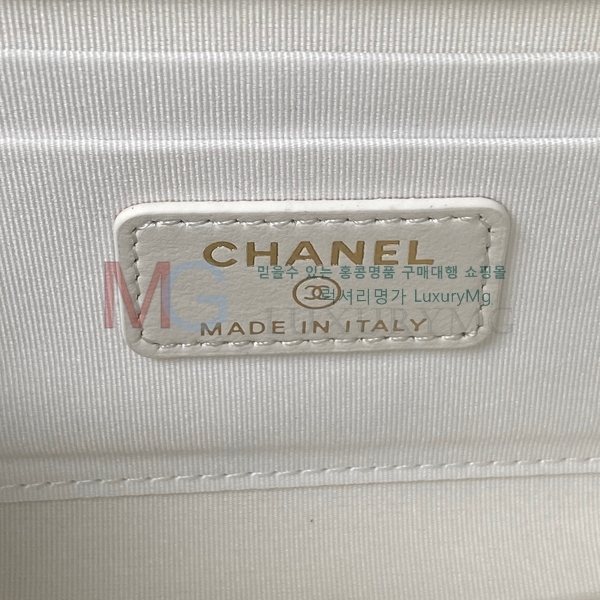 CHANEL
믿을수 있는 홍콩명품 구매대행 쇼핑몰
럭셔리명가 LuxuryMg
MADE IN ITALY
MG LUXURYMG